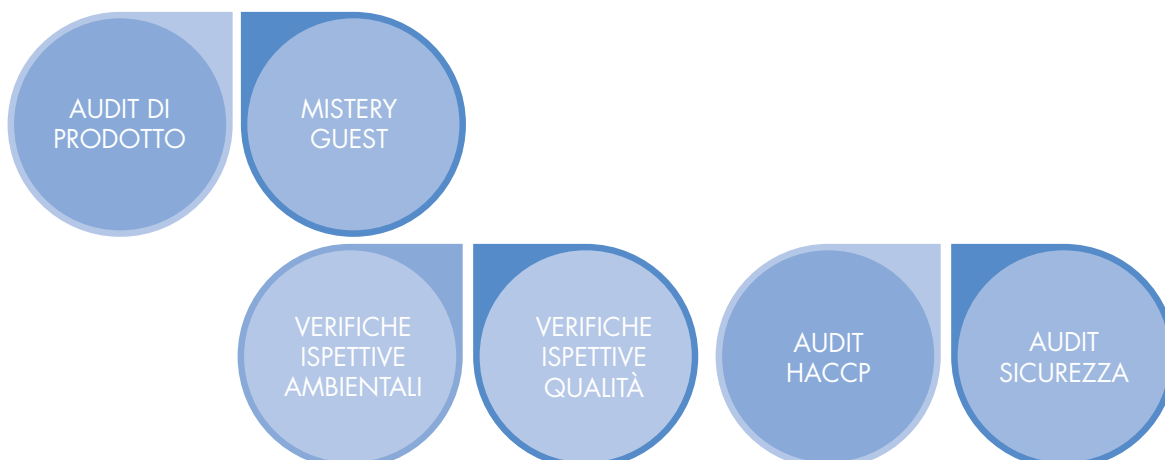 AUDIT DI
PRODOTTO
MISTERY
GUEST
VERIFICHE
ISPETTIVE
AMBIENTALI
VERIFICHE
ISPETTIVE
QUALITÀ
AUDIT
HACCP
AUDIT
SICUREZZA